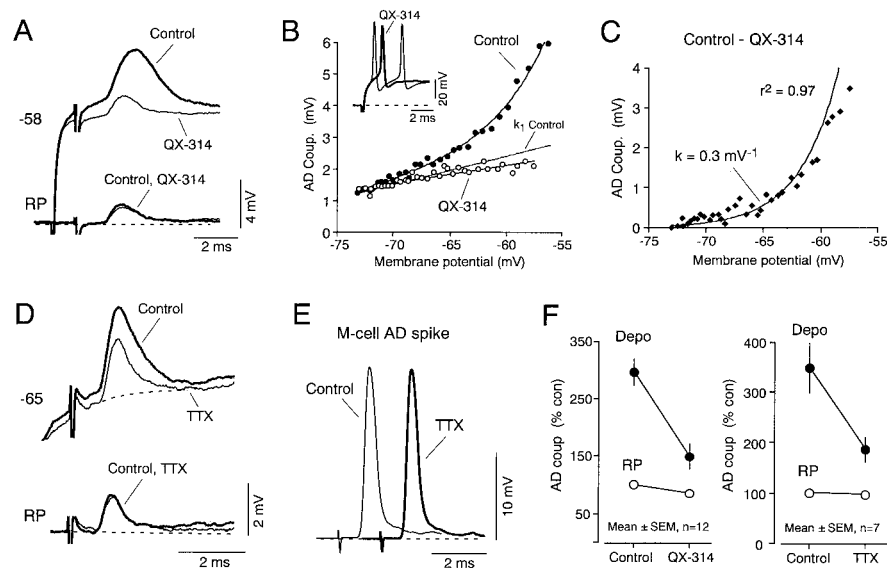 A
Control
-58
QX-314
Control, QX-314
RP
4 mV
2 ms
B
QX-314
20 mV
2 ms
Control
k1 Control
QX-314
AD Coup. (mV)
6
5
4
3
2
1
0
-75 -70 -65 -60 -55
Membrane potential (mV)
C
Control - QX-314
r2 = 0.97
k = 0.3 mV-1
AD Coup. (mV)
4
3
2
1
0
-75 -70 -65 -60 -55
Membrane potential (mV)
D
Control
-65
TTX
Control, TTX
RP
2 mV
2 ms
E
M-cell AD spike
Control
TTX
10 mV
2 ms
F
Depo
RP
AD coup (% con)
350
250
150
50
Mean ± SEM, n=12
Control QX-314
Depo
RP
AD coup (% con)
400
300
200
100
0
Mean ± SEM, n=7
Control TTX